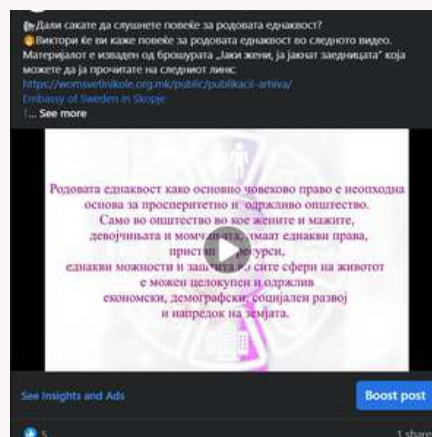 Дали сакате да слушнете повеќе за родовата еднаквост?
Виктори ќе ви каже повеќе за родовата еднаквост во следното видео.
Материјалот е изваден од брошурата „Јаки жени, ја јакнат заедницата" која
можете да ја прочитате на следниот линк:
https://womsvetinikole.org.mk/public/publikacii-arhiva/
Embassy of Sweden in Skopje
... See more
Родовата еднаквост како основно човеково право е неопходна
основа за просперитетно и одржливо општество.
Само во општество во кое жените и мажите,
девојчињата и момчињата, имаат еднакви права,
пристап ресурси,
еднакви можности и заштита во сите сфери на животот
е можен целокупен и одржлив
економски, демографски, социјален развој
и напредок на земјата.
See Insights and Ads
Boost post
5
1 share